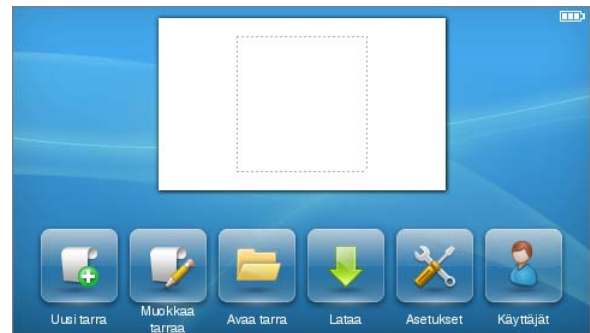 Uusi tarra
Muokkaa
tarraa
Avaa tarra
Lataa
Asetukset
Käyttäjät